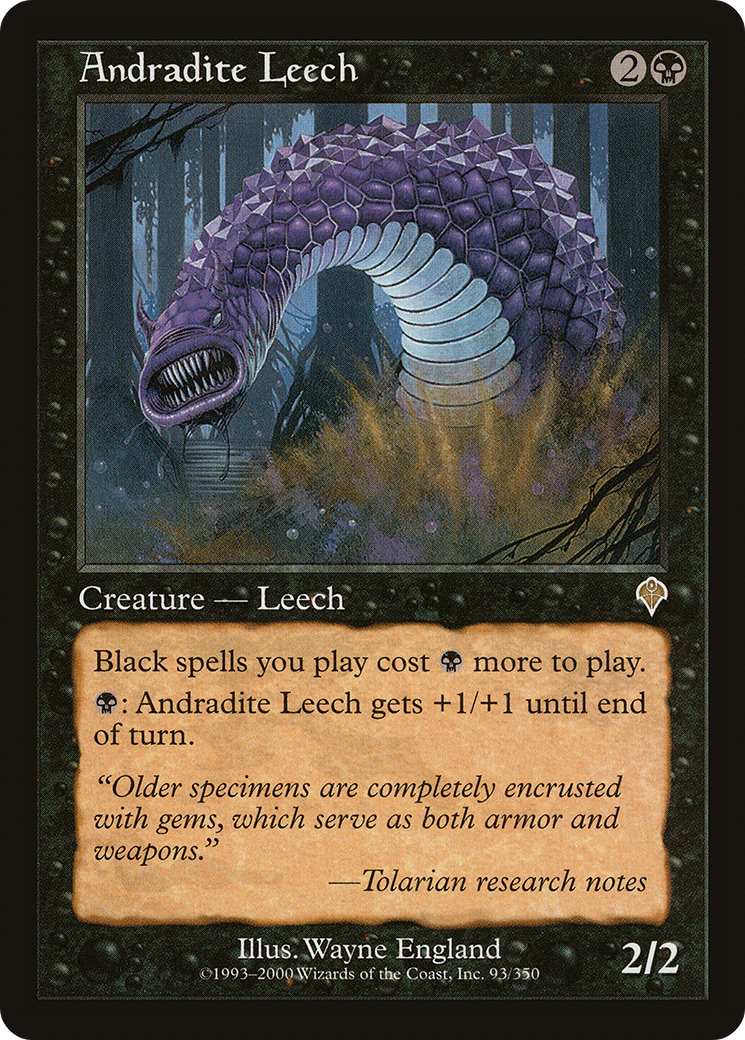 Andradite Leech 2
Creature — Leech
Black spells you play cost more to play.
: Andradite Leech gets +1/+1 until end
of turn.
“Older specimens are completely encrusted
with gems, which serve as both armor and
weapons.”
—Tolarian research notes
Illus. Wayne England
©1993–2000 Wizards of the Coast, Inc. 93/350
2/2